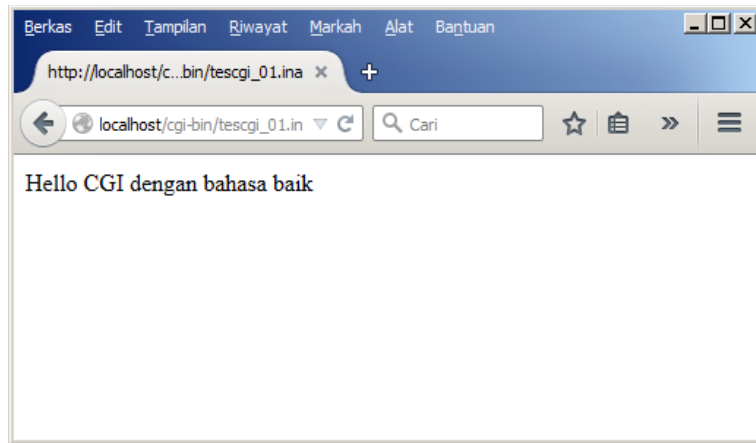 Berkas Edit Tampilan Riwayat Markah Alat Bantuan
http://localhost/c...bin/tescgi_01.ina
localhost/cgi-bin/tescgi_01.in Cari
Hello CGI dengan bahasa baik